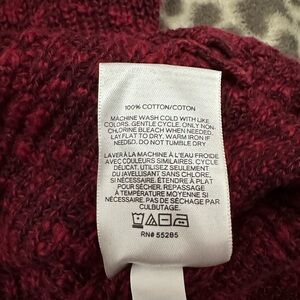 100% COTTON/COTON
MACHINE WASH COLD WITH LIKE
COLORS. GENTLE CYCLE. ONLY NON-
CHLORINE BLEACH WHEN NEEDED.
LAY FLAT TO DRY. WARM IRON IF
NEEDED. DO NOT TUMBLE DRY
LAVER À LA MACHINE À L'EAU FROIDE
AVEC COULEURS SIMILAIRES. CYCLE
DÉLICAT. UTILISEZ SEULEMENT
DU JAVELLISANT SANS CHLORE,
SI NÉCESSAIRE. ÉTENDRE À PLAT
POUR SÉCHER. REPASSAGE
À TEMPÉRATURE MOYENNE SI
NÉCESSAIRE. PAS DE SÉCHAGE PAR
CULBUTAGE.
RN# 55285